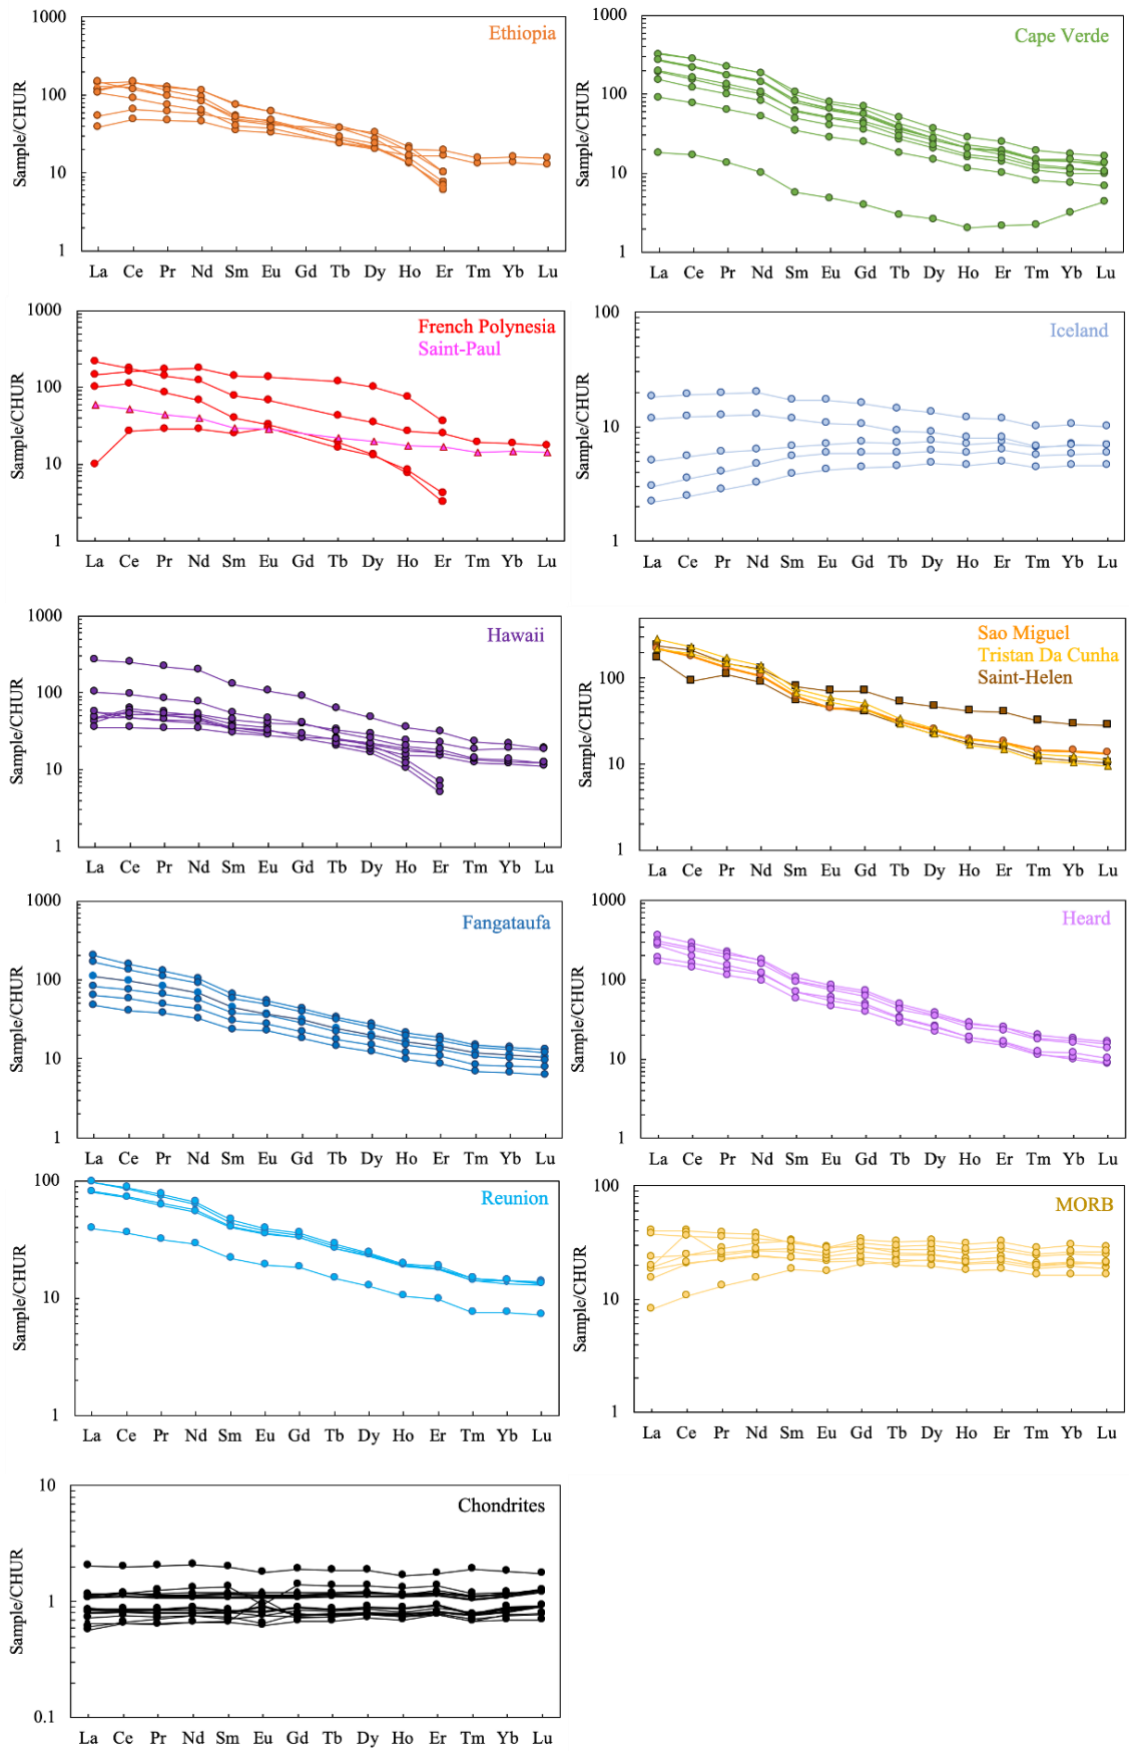 1000
Ethiopia
100
10
1
Sample/CHUR
La Ce Pr Nd Sm Eu Gd Tb Dy Ho Er Tm Yb Lu
1000
Cape Verde
100
10
1
Sample/CHUR
La Ce Pr Nd Sm Eu Gd Tb Dy Ho Er Tm Yb Lu
1000
French Polynesia
Saint-Paul
100
10
1
Sample/CHUR
La Ce Pr Nd Sm Eu Gd Tb Dy Ho Er Tm Yb Lu
100
Iceland
10
1
Sample/CHUR
La Ce Pr Nd Sm Eu Gd Tb Dy Ho Er Tm Yb Lu
1000
Hawaii
100
10
1
Sample/CHUR
La Ce Pr Nd Sm Eu Gd Tb Dy Ho Er Tm Yb Lu
Sao Miguel
Tristan Da Cunha
Saint-Helen
100
10
1
Sample/CHUR
La Ce Pr Nd Sm Eu Gd Tb Dy Ho Er Tm Yb Lu
1000
Fangataufa
100
10
1
Sample/CHUR
La Ce Pr Nd Sm Eu Gd Tb Dy Ho Er Tm Yb Lu
1000
Heard
100
10
1
Sample/CHUR
La Ce Pr Nd Sm Eu Gd Tb Dy Ho Er Tm Yb Lu
100
Reunion
10
1
Sample/CHUR
La Ce Pr Nd Sm Eu Gd Tb Dy Ho Er Tm Yb Lu
100
MORB
10
1
Sample/CHUR
La Ce Pr Nd Sm Eu Gd Tb Dy Ho Er Tm Yb Lu
10
Chondrites
1
0.1
Sample/CHUR
La Ce Pr Nd Sm Eu Gd Tb Dy Ho Er Tm Yb Lu